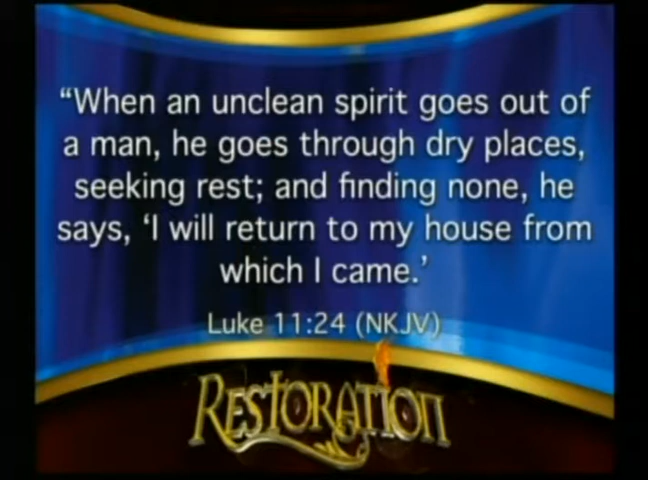 “When an unclean spirit goes out of
a man, he goes through dry places,
seeking rest; and finding none, he
says, ‘I will return to my house from
which I came.’
Luke 11:24 (NKJV)
RESTORATION